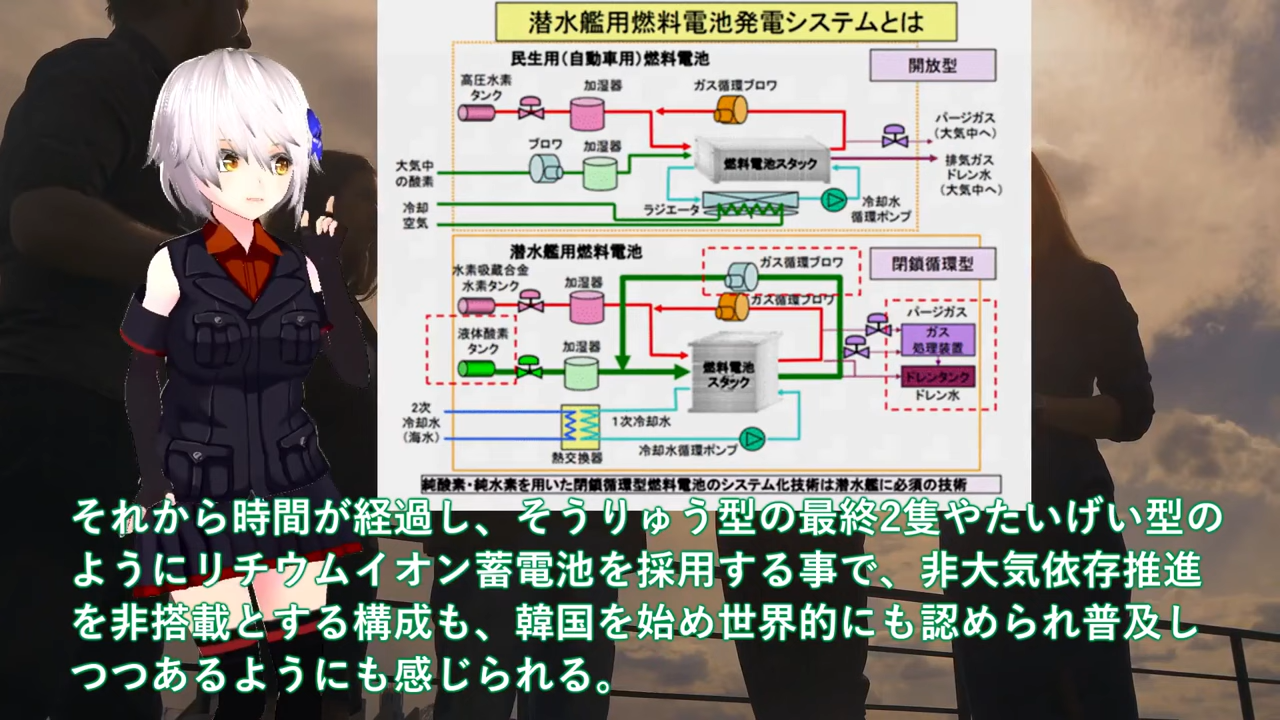 潜水艦用燃料電池発電システムとは
民生用(自動車用)燃料電池
開放型
高圧水素
タンク
加湿器
ガス循環ブロワ
パージガス
(大気中へ)
ブロワ
加湿器
燃料電池スタック
大気中
の酸素
排気ガス
ドレン水
(大気中へ)
冷却
空気
ラジエータ
冷却水
循環ポンプ
潜水艦用燃料電池
閉鎖循環型
水素吸蔵合金
水素タンク
加湿器
ガス循環ブロワ
ガス循環ブロワ
パージガス
ガス
処理装置
液体酸素
タンク
加湿器
燃料電池
スタック
ドレンタンク
ドレン水
2次
冷却水
(海水)
1次冷却水
冷却水循環ポンプ
熱交換器
純酸素・純水素を用いた閉鎖循環型燃料電池のシステム化技術は潜水艦に必須の技術
それから時間が経過し、そうりゅう型の最終2隻やたいげい型の
ようにリチウムイオン蓄電池を採用する事で、非大気依存推進
を非搭載とする構成も、韓国を始め世界的にも認められ普及し
つつあるようにも感じられる。